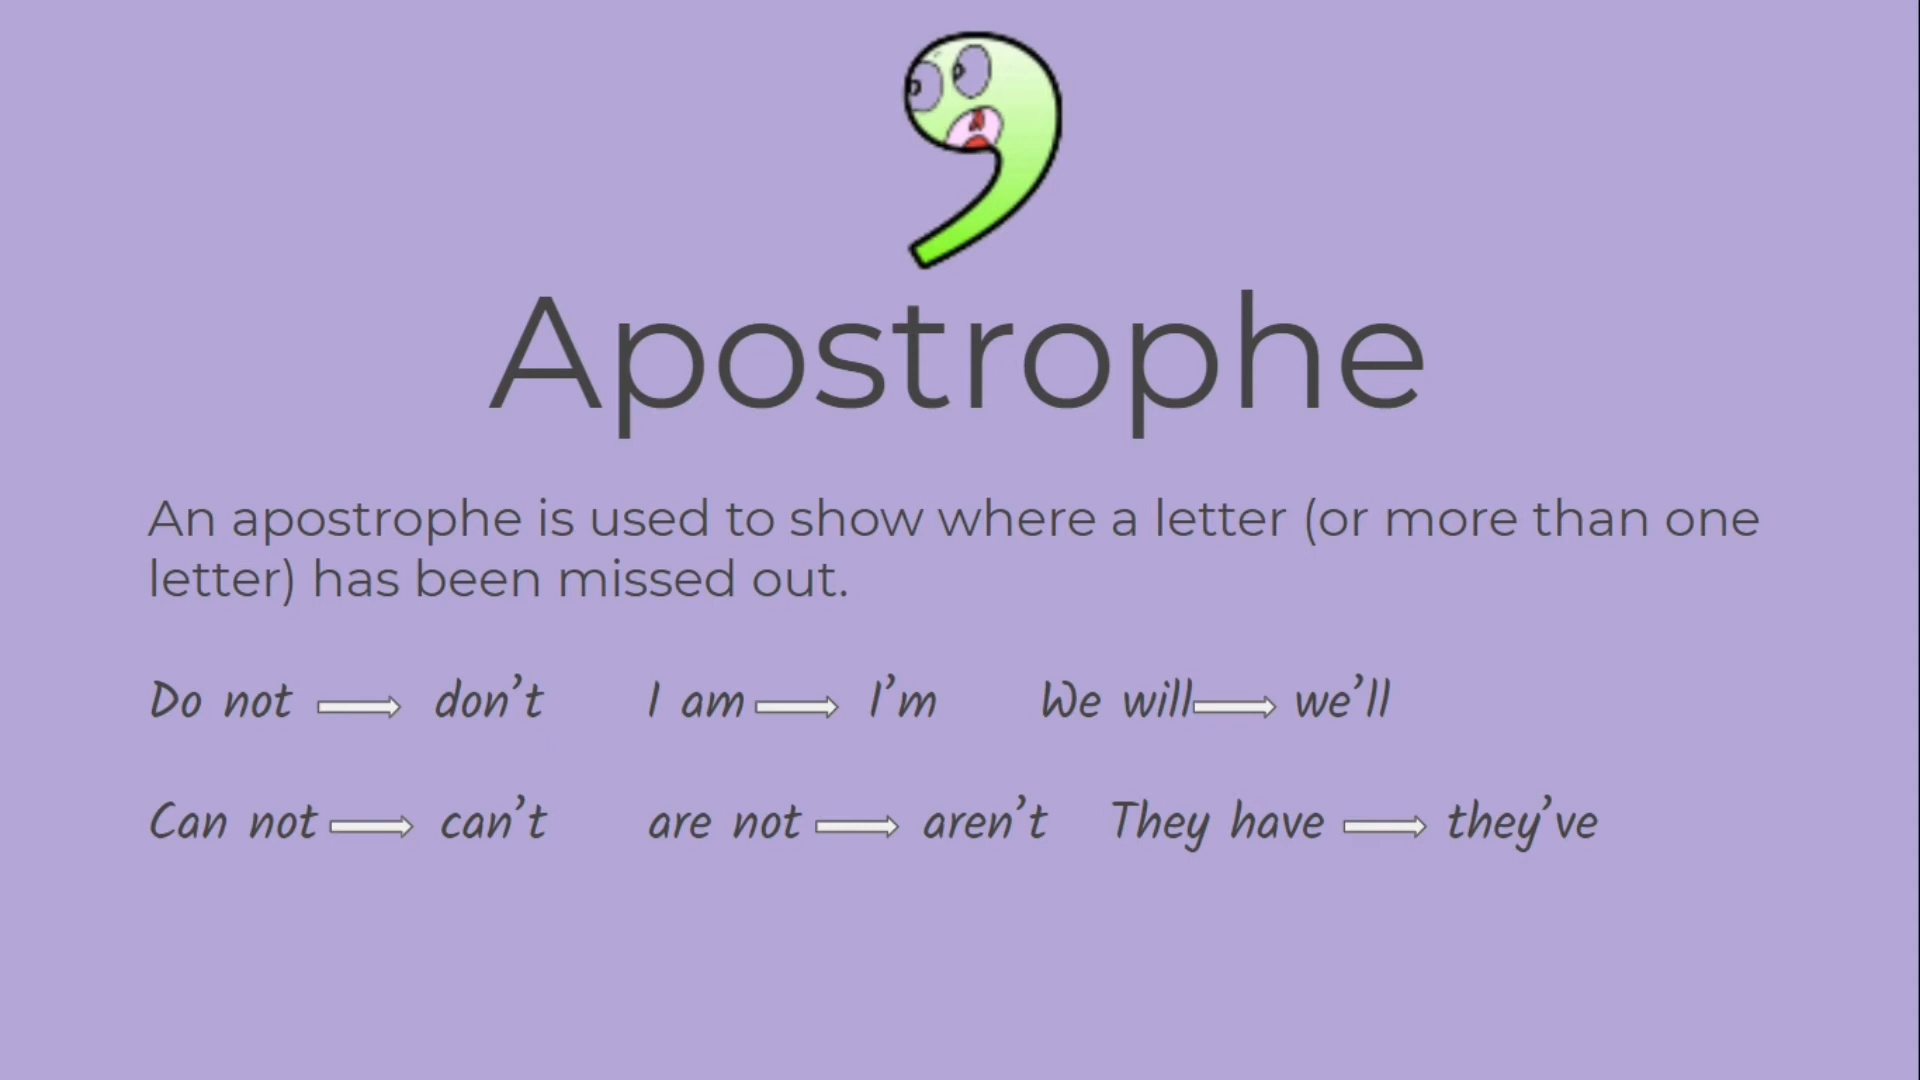 Apostrophe
An apostrophe is used to show where a letter (or more than one
letter) has been missed out.
Do not don’t I am I’m We will we’ll
Can not can’t are not aren’t They have they’ve